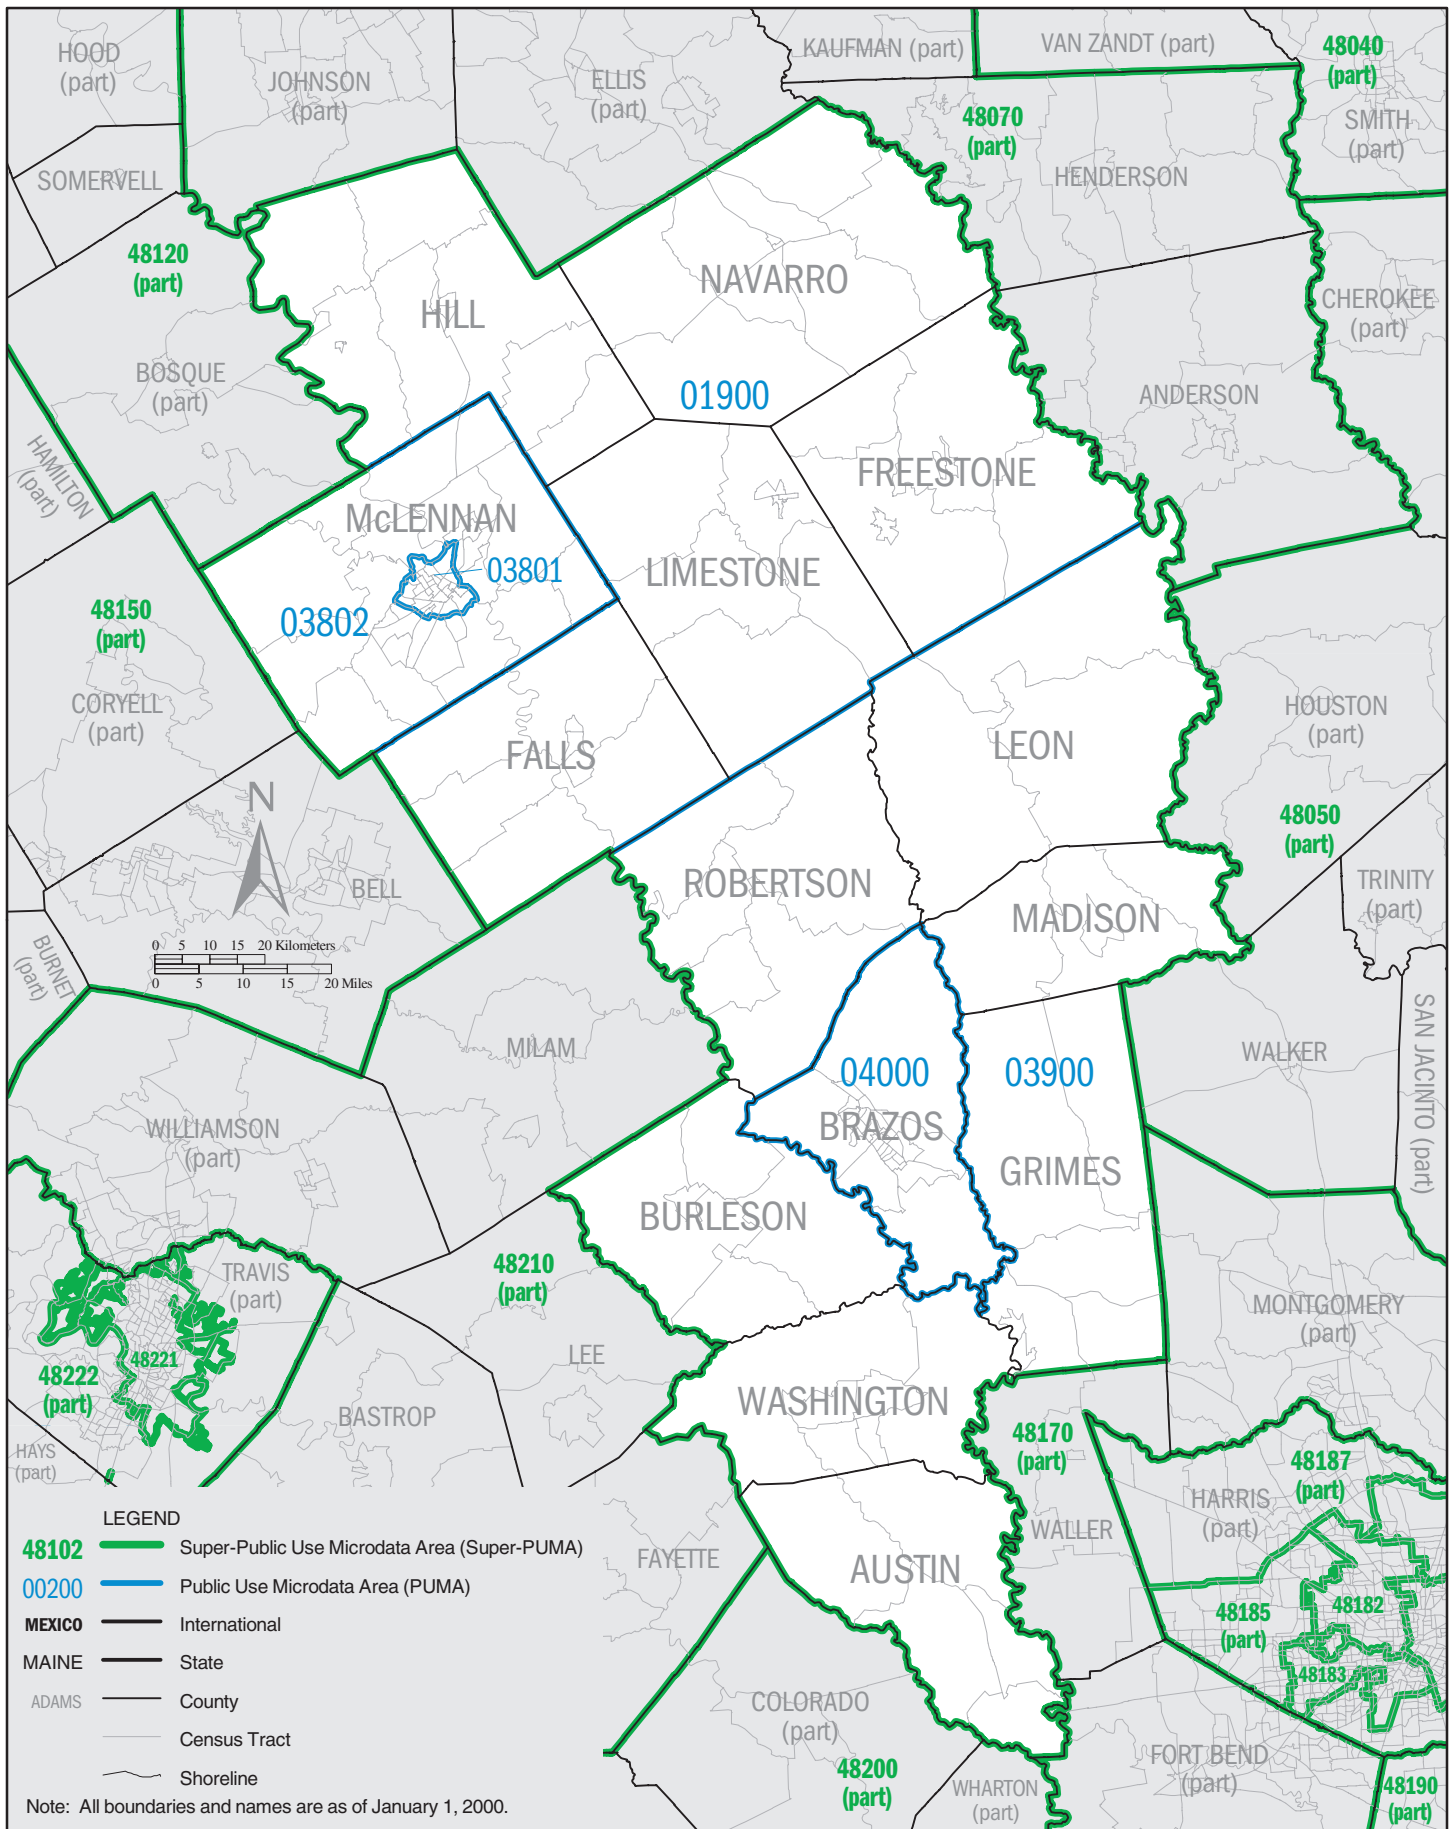 HOOD
(part)
JOHNSON
(part)
ELLIS
(part)
KAUFMAN (part)
VAN ZANDT (part)
48040
(part)
SMITH
(part)
48070
(part)
HENDERSON
SOMERVELL
48120
(part)
NAVARRO
HILL
CHEROKEE
(part)
BOSQUE
(part)
01900
ANDERSON
HAMILTON
(part)
FREESTONE
McLENNAN
03801
LIMESTONE
03802
48150
(part)
CORYELL
(part)
HOUSTON
(part)
LEON
FALLS
N
48050
(part)
BELL
ROBERTSON
TRINITY
(part)
MADISON
BURNET
(part)
0 5 10 15 20 Kilometers
0 5 10 15 20 Miles
SAN JACINTO (part)
MILAM
WALKER
04000
03900
BRAZOS
WILLIAMSON
(part)
GRIMES
BURLESON
48210
(part)
TRAVIS
(part)
MONTGOMERY
(part)
48221
LEE
48222
(part)
WASHINGTON
BASTROP
48170
(part)
HAYS
(part)
48187
(part)
HARRIS
(part)
WALLER
FAYETTE
AUSTIN
48182
48185
(part)
48183
COLORADO
(part)
48200
(part)
FORT BEND
(part)
WHARTON
(part)
48190
(part)
LEGEND
48102 Super-Public Use Microdata Area (Super-PUMA)
00200 Public Use Microdata Area (PUMA)
MEXICO International
MAINE State
ADAMS County
Census Tract
Shoreline
Note: All boundaries and names are as of January 1, 2000.